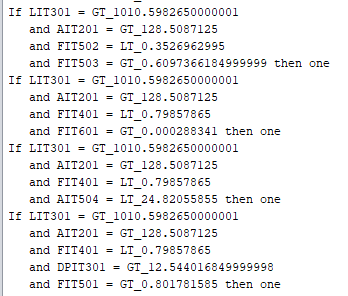 If LIT301 = GT_1010.5982650000001
and AIT201 = GT_128.5087125
and FIT502 = LT_0.3526962995
and FIT503 = GT_0.6097366184999999 then one
If LIT301 = GT_1010.5982650000001
and AIT201 = GT_128.5087125
and FIT401 = LT_0.79857865
and FIT601 = GT_0.000288341 then one
If LIT301 = GT_1010.5982650000001
and AIT201 = GT_128.5087125
and FIT401 = LT_0.79857865
and AIT504 = LT_24.82055855 then one
If LIT301 = GT_1010.5982650000001
and AIT201 = GT_128.5087125
and FIT401 = LT_0.79857865
and DPIT301 = GT_12.544016849999998
and FIT501 = GT_0.801781585 then one